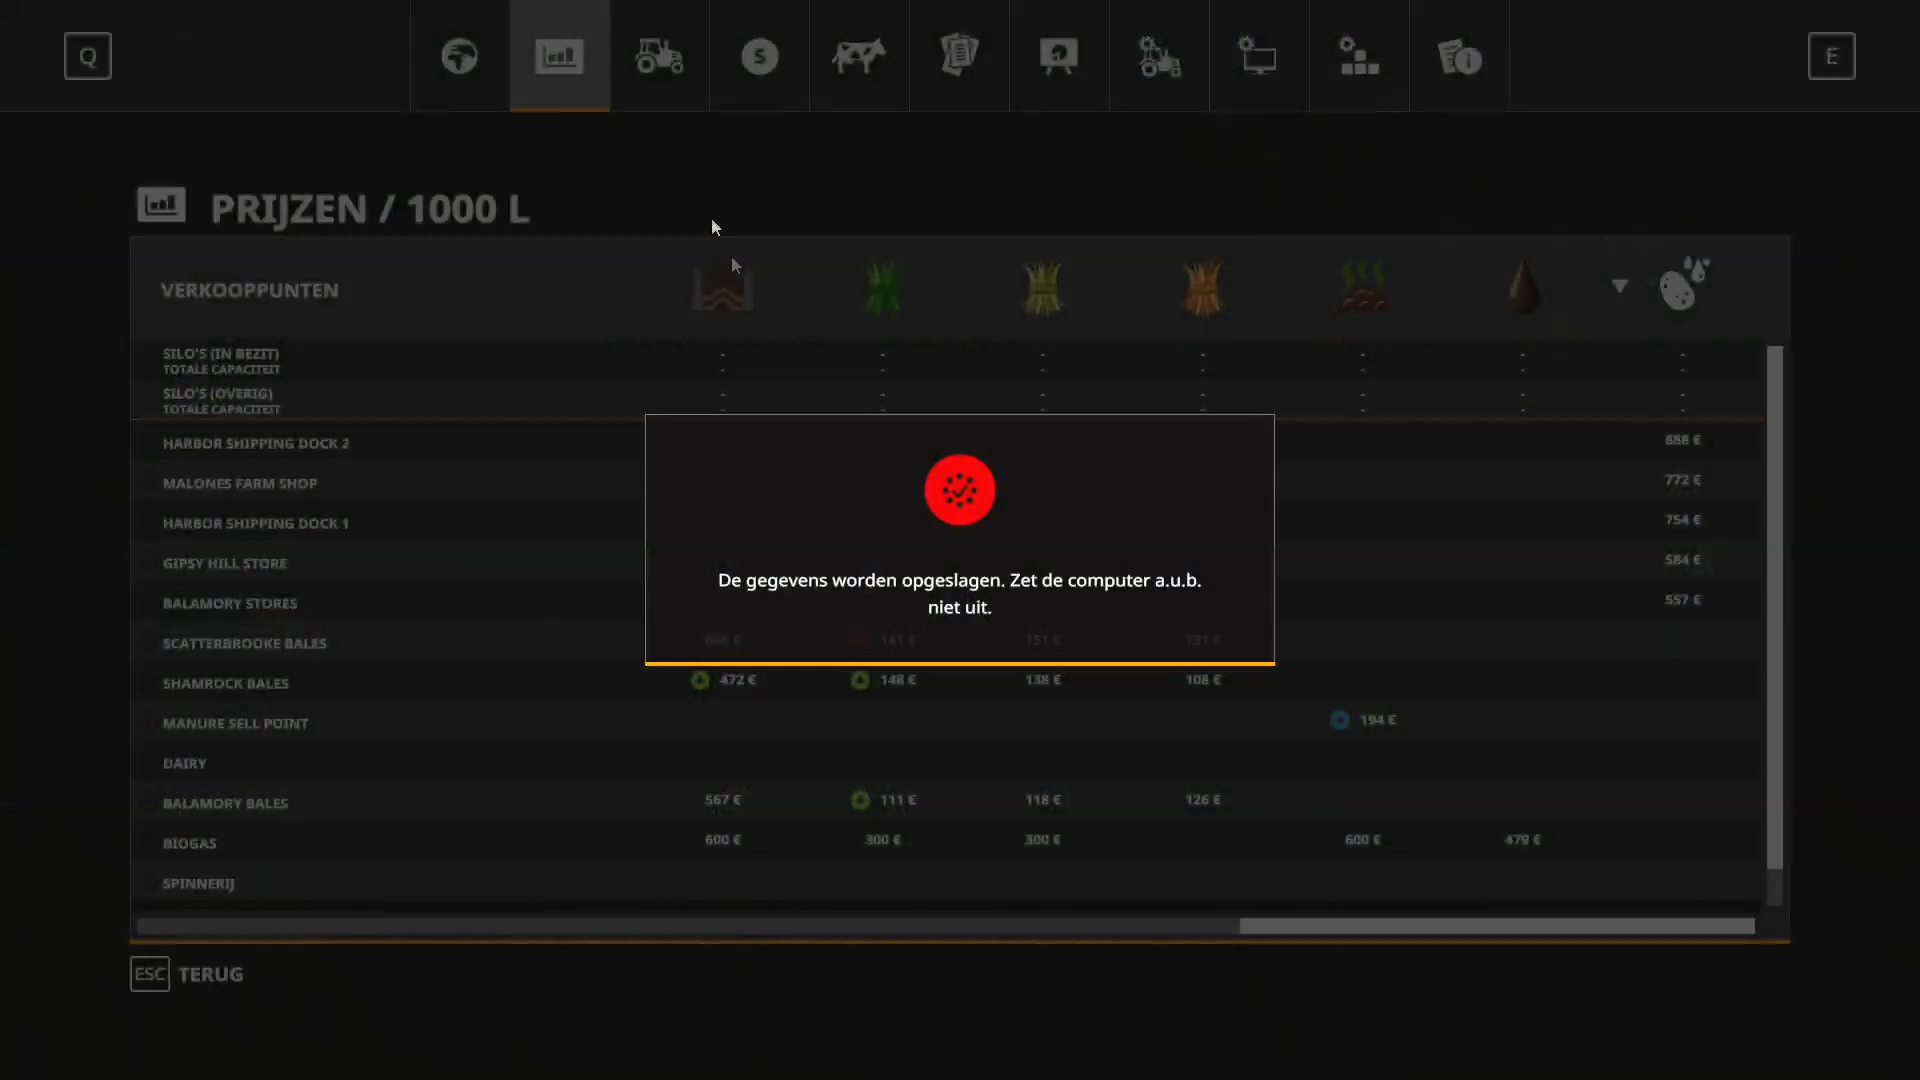 Q
E
PRIJZEN / 1000 L
VERKOOPPUNTEN
SILO'S (IN BEZIT) - - - - - - -
TOTALE CAPACITEIT - - - - - - -
SILO'S (OVERIG) - - - - - - -
TOTALE CAPACITEIT - - - - - - -
HARBOR SHIPPING DOCK 2 688 €
MALONES FARM SHOP 772 €
HARBOR SHIPPING DOCK 1 754 €
GIPSY HILL STORE 584 €
BALAMORY STORES 557 €
De gegevens worden opgeslagen. Zet de computer a.u.b.
niet uit.
SCATTERBROOKE BALES 141 € 151 €
SHAMROCK BALES 472 € 148 € 138 € 108 €
MANURE SELL POINT 194 €
DAIRY
BALAMORY BALES 567 € 111 € 118 € 126 €
BIOGAS 600 € 300 € 300 € 600 € 479 €
SPINNERIJ
ESC TERUG